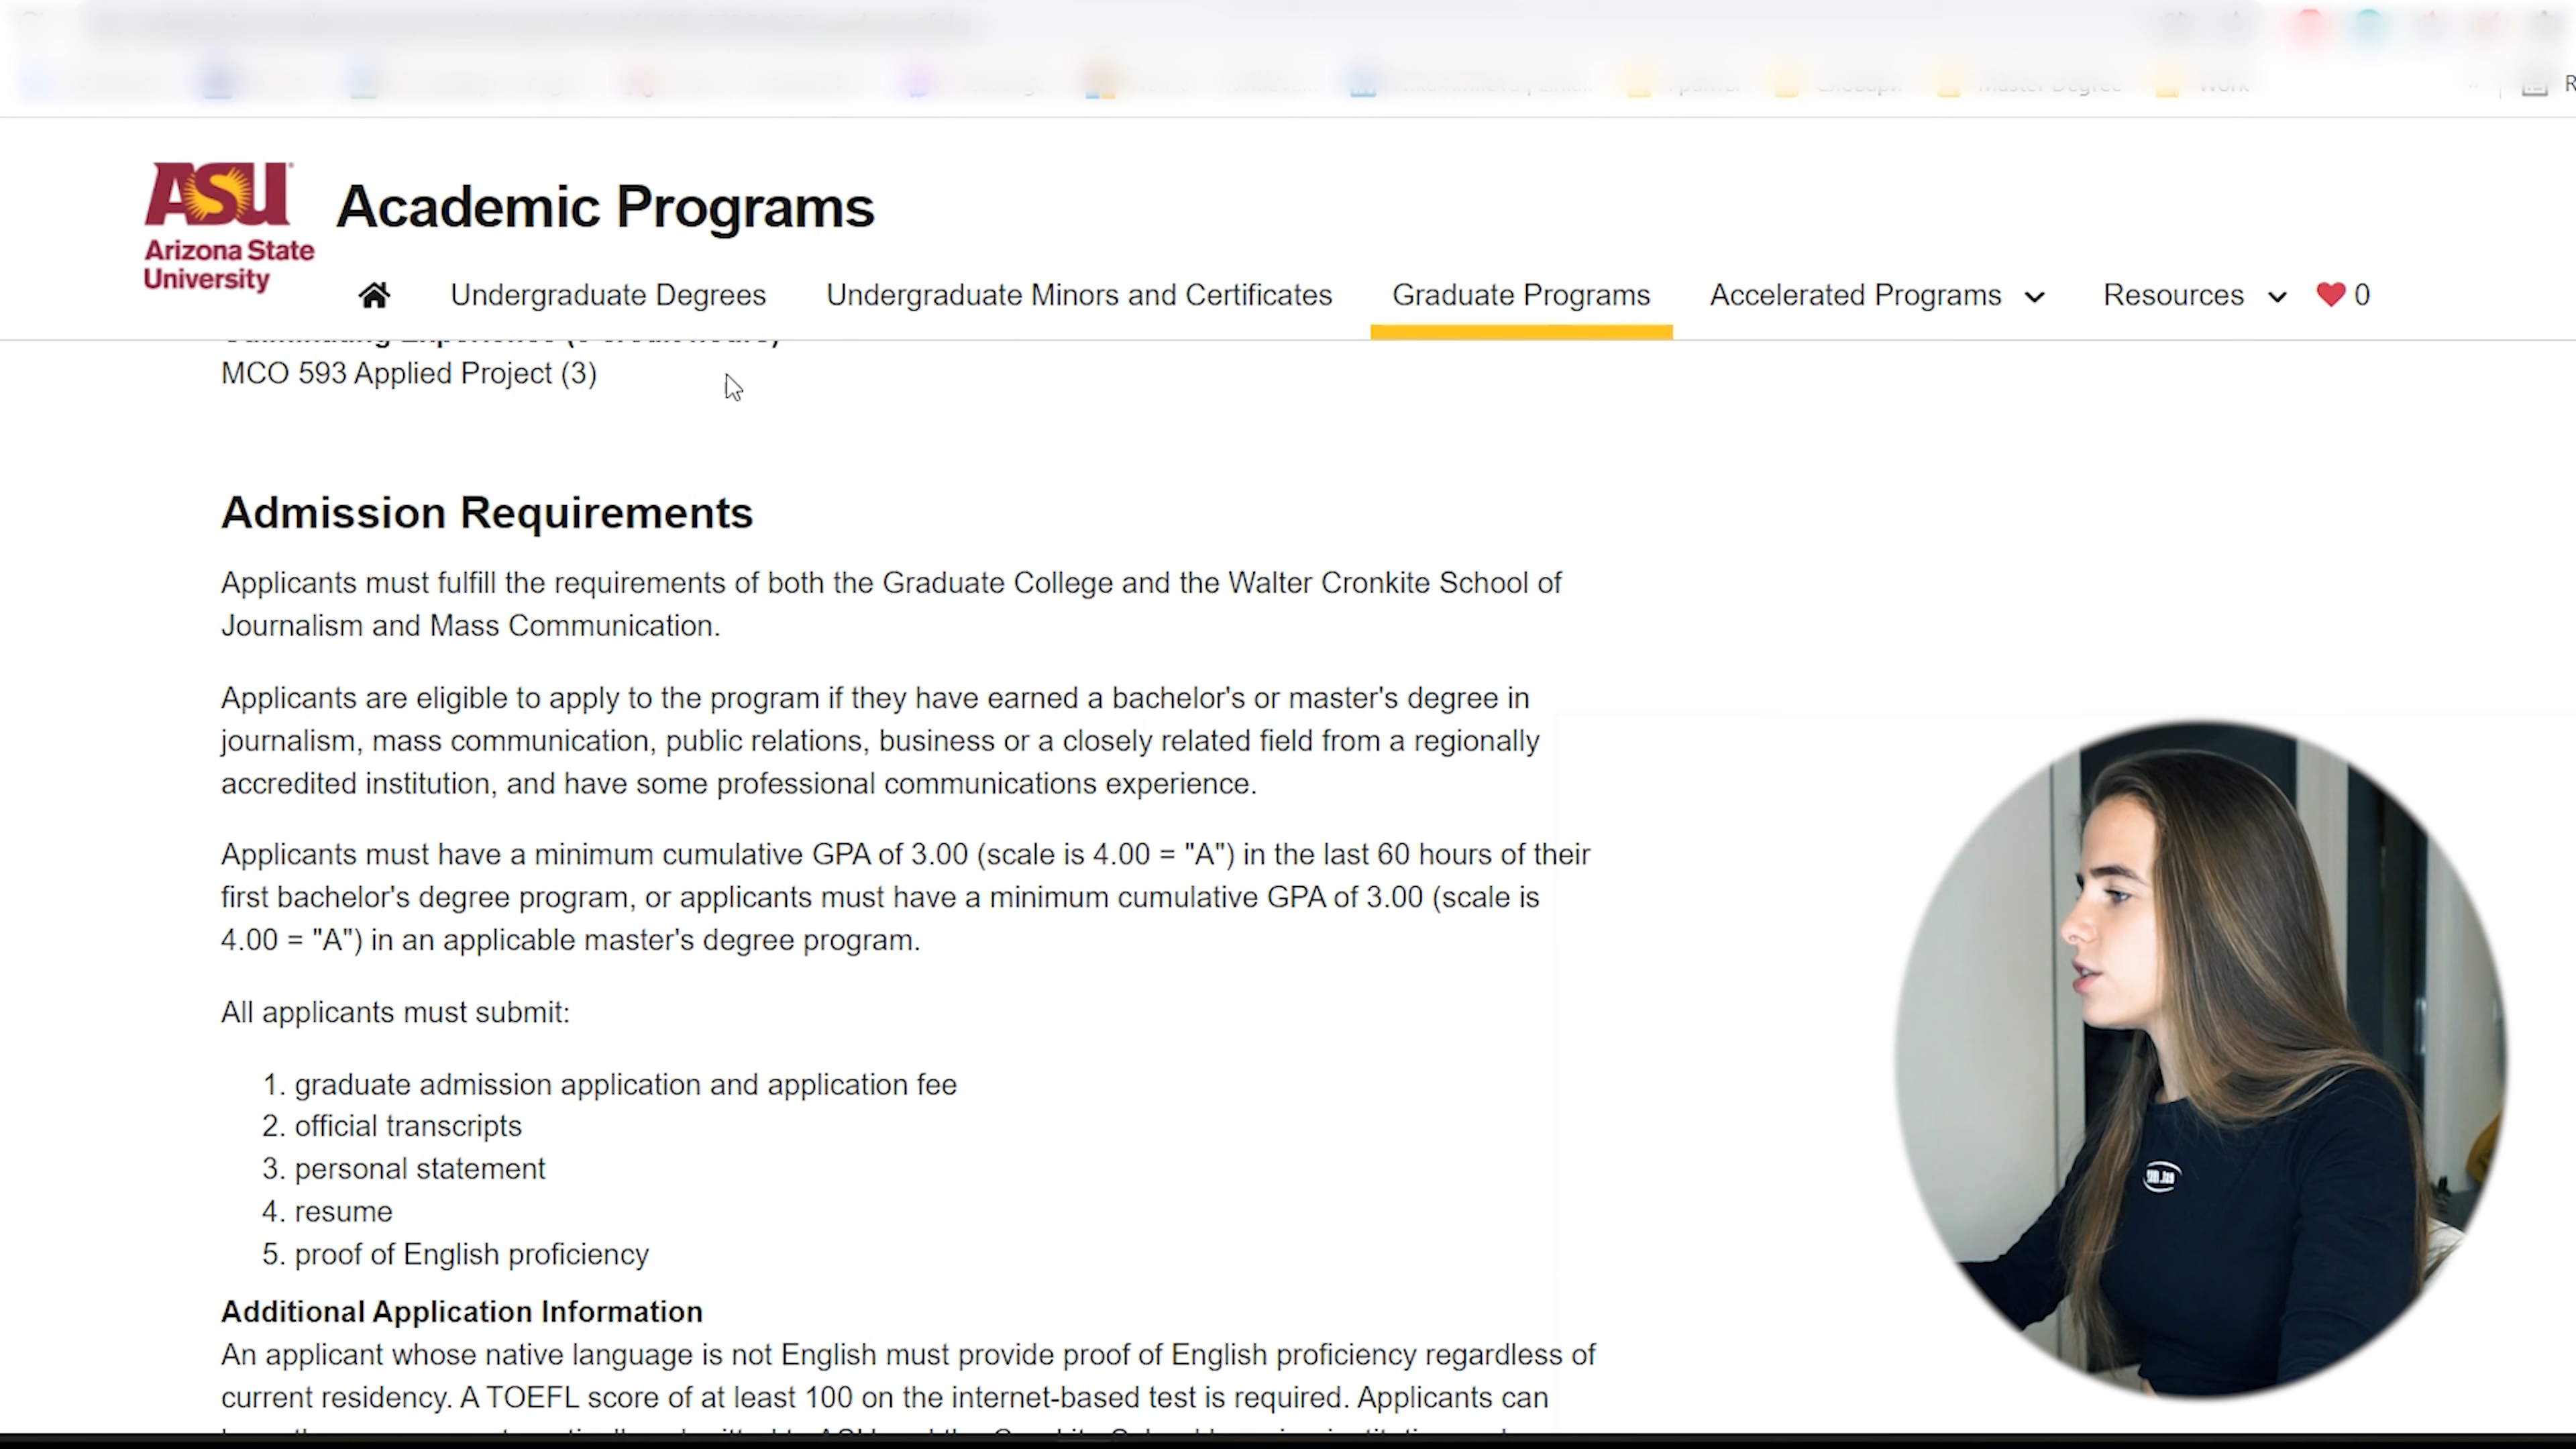 ASU
Arizona State
University
Academic Programs
Undergraduate Degrees
Undergraduate Minors and Certificates
Graduate Programs
Accelerated Programs
Resources
0
MCO 593 Applied Project (3)
Admission Requirements
Applicants must fulfill the requirements of both the Graduate College and the Walter Cronkite School of
Journalism and Mass Communication.
Applicants are eligible to apply to the program if they have earned a bachelor's or master's degree in
journalism, mass communication, public relations, business or a closely related field from a regionally
accredited institution, and have some professional communications experience.
Applicants must have a minimum cumulative GPA of 3.00 (scale is 4.00 = "A") in the last 60 hours of their
first bachelor's degree program, or applicants must have a minimum cumulative GPA of 3.00 (scale is
4.00 = "A") in an applicable master's degree program.
All applicants must submit:
1. graduate admission application and application fee
2. official transcripts
3. personal statement
4. resume
5. proof of English proficiency
Additional Application Information
An applicant whose native language is not English must provide proof of English proficiency regardless of
current residency. A TOEFL score of at least 100 on the internet-based test is required. Applicants can